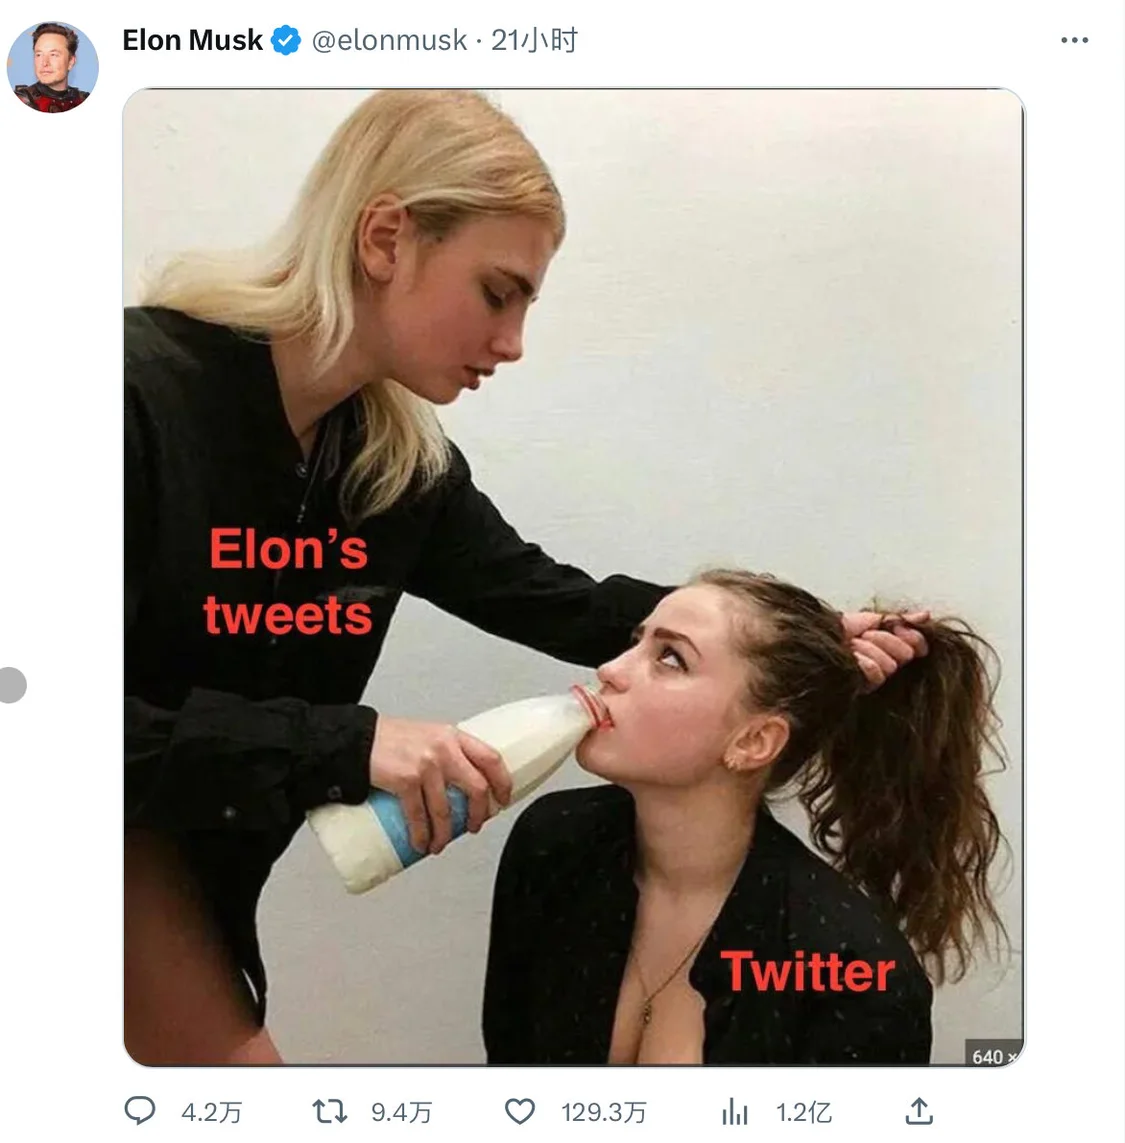 Elon Musk @elonmusk · 21小时
Elon's
tweets
Twitter
640 ×
4.2万 9.4万 129.3万 1.2亿